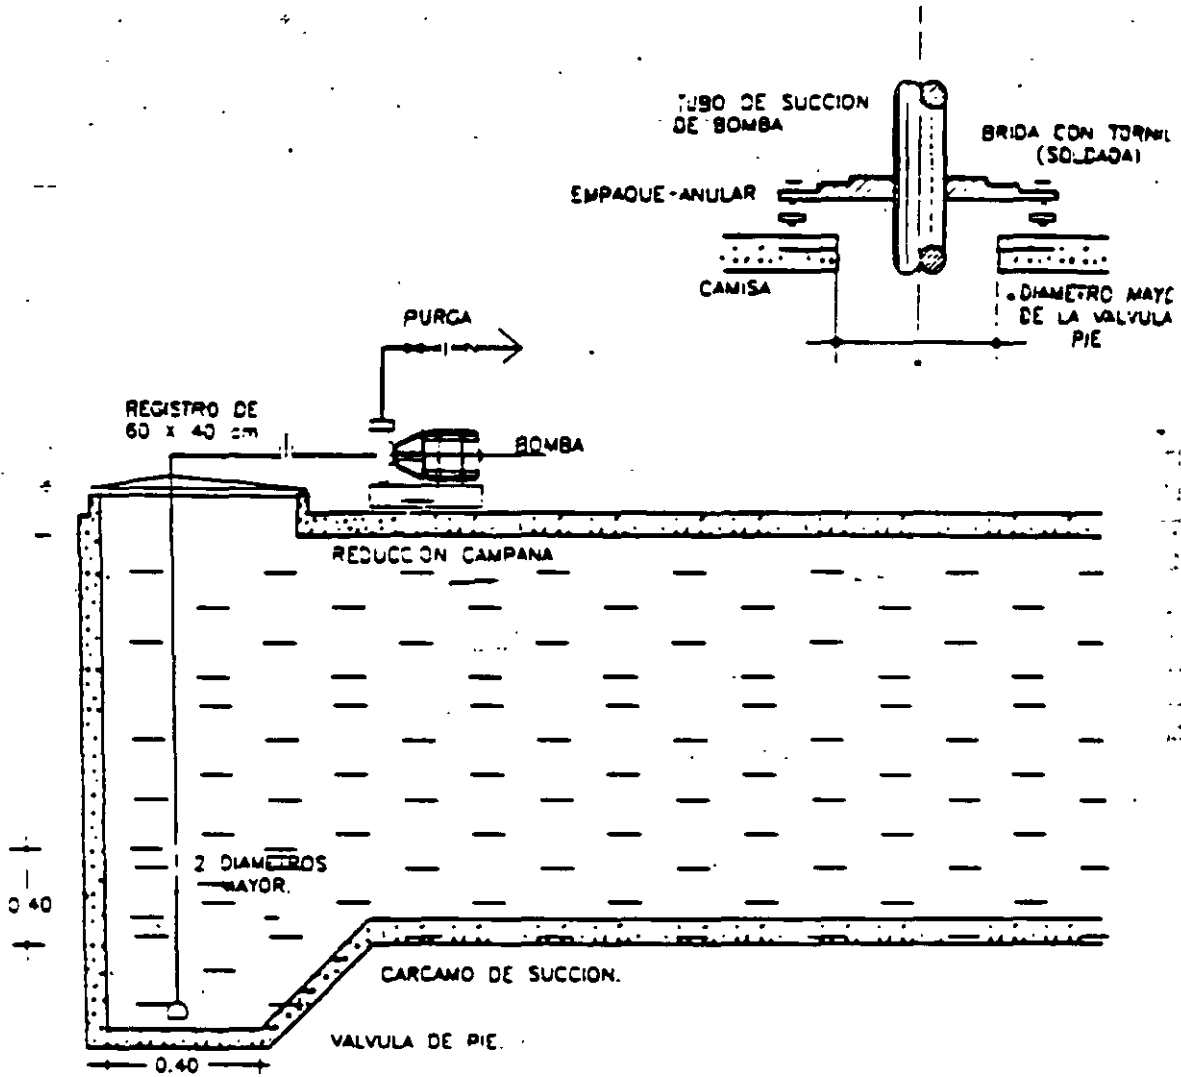 TUBO DE SUCCION
DE BOMBA
BRIDA CON TORNIL
(SOLDADA)
EMPAQUE-ANULAR
CAMISA
DIAMETRO MAYO
DE LA VALVULA
PIE
PURGA
REGISTRO DE
60 x 40 cm
BOMBA
REDUCCION CAMPANA
2 DIAMETROS
MAYOR.
0.40
CARCAMO DE SUCCION.
VALVULA DE PIE.
0.40